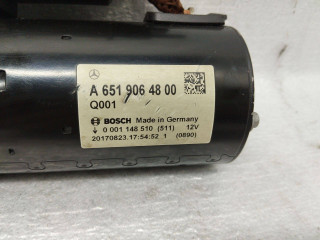 A 651 906 48 00
Q001
BOSCH Made in Germany
0 001 148 510 (511) 12V
20170823.17:54:52 1 (0890)